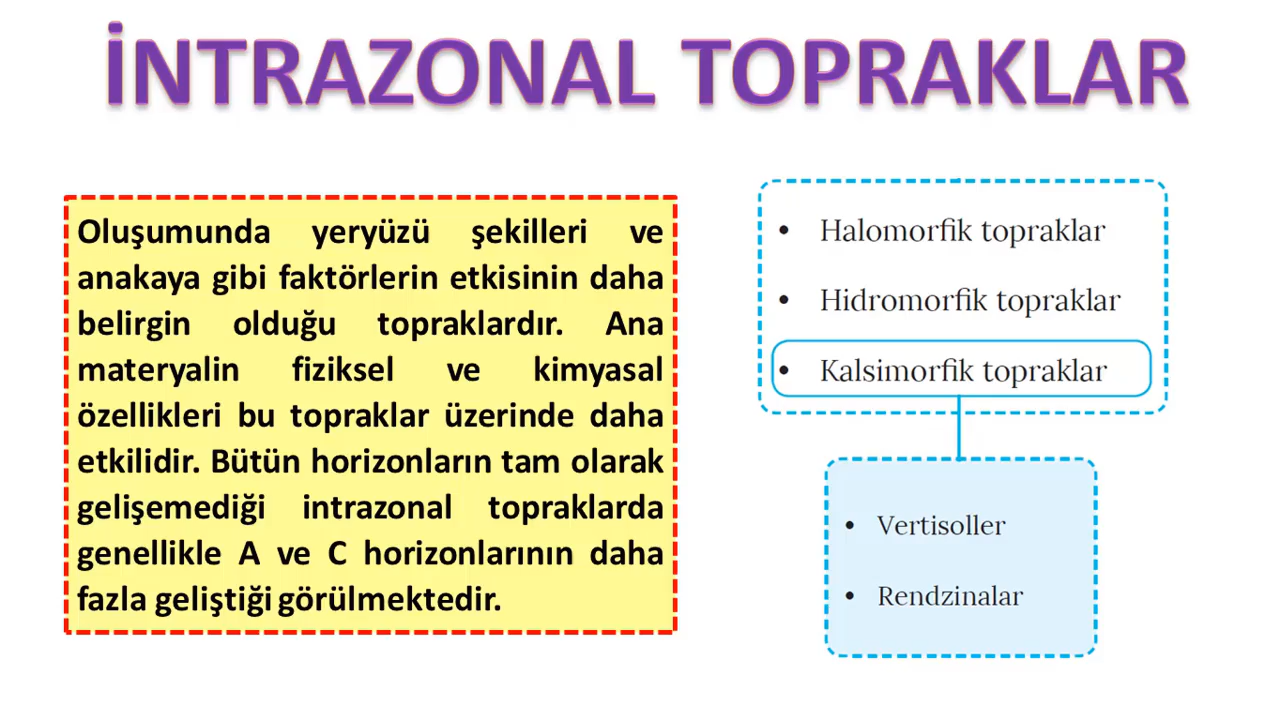 İNTRAZONAL TOPRAKLAR
Oluşumunda yeryüzü şekilleri ve
anakaya gibi faktörlerin etkisinin daha
belirgin olduğu topraklardır. Ana
materyalin fiziksel ve kimyasal
özellikleri bu topraklar üzerinde daha
etkilidir. Bütün horizonların tam olarak
gelişemediği intrazonal topraklarda
genellikle A ve C horizonlarının daha
fazla geliştiği görülmektedir.
• Halomorfik topraklar
• Hidromorfik topraklar
• Kalsimorfik topraklar
• Vertisoller
• Rendzinalar